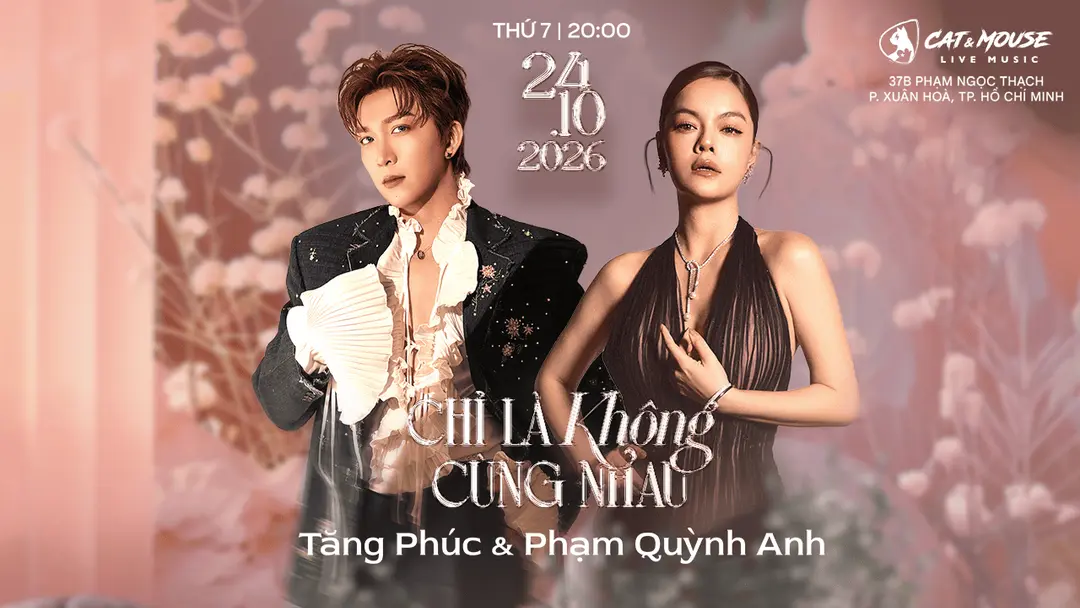 THỨ 7 | 20:00
24
.10
2026
CAT & MOUSE
LIVE MUSIC
37B PHẠM NGỌC THẠCH
P. XUÂN HOÀ, TP. HỒ CHÍ MINH
CHỈ LÀ Không
CÙNG NHAU
Tăng Phúc & Phạm Quỳnh Anh